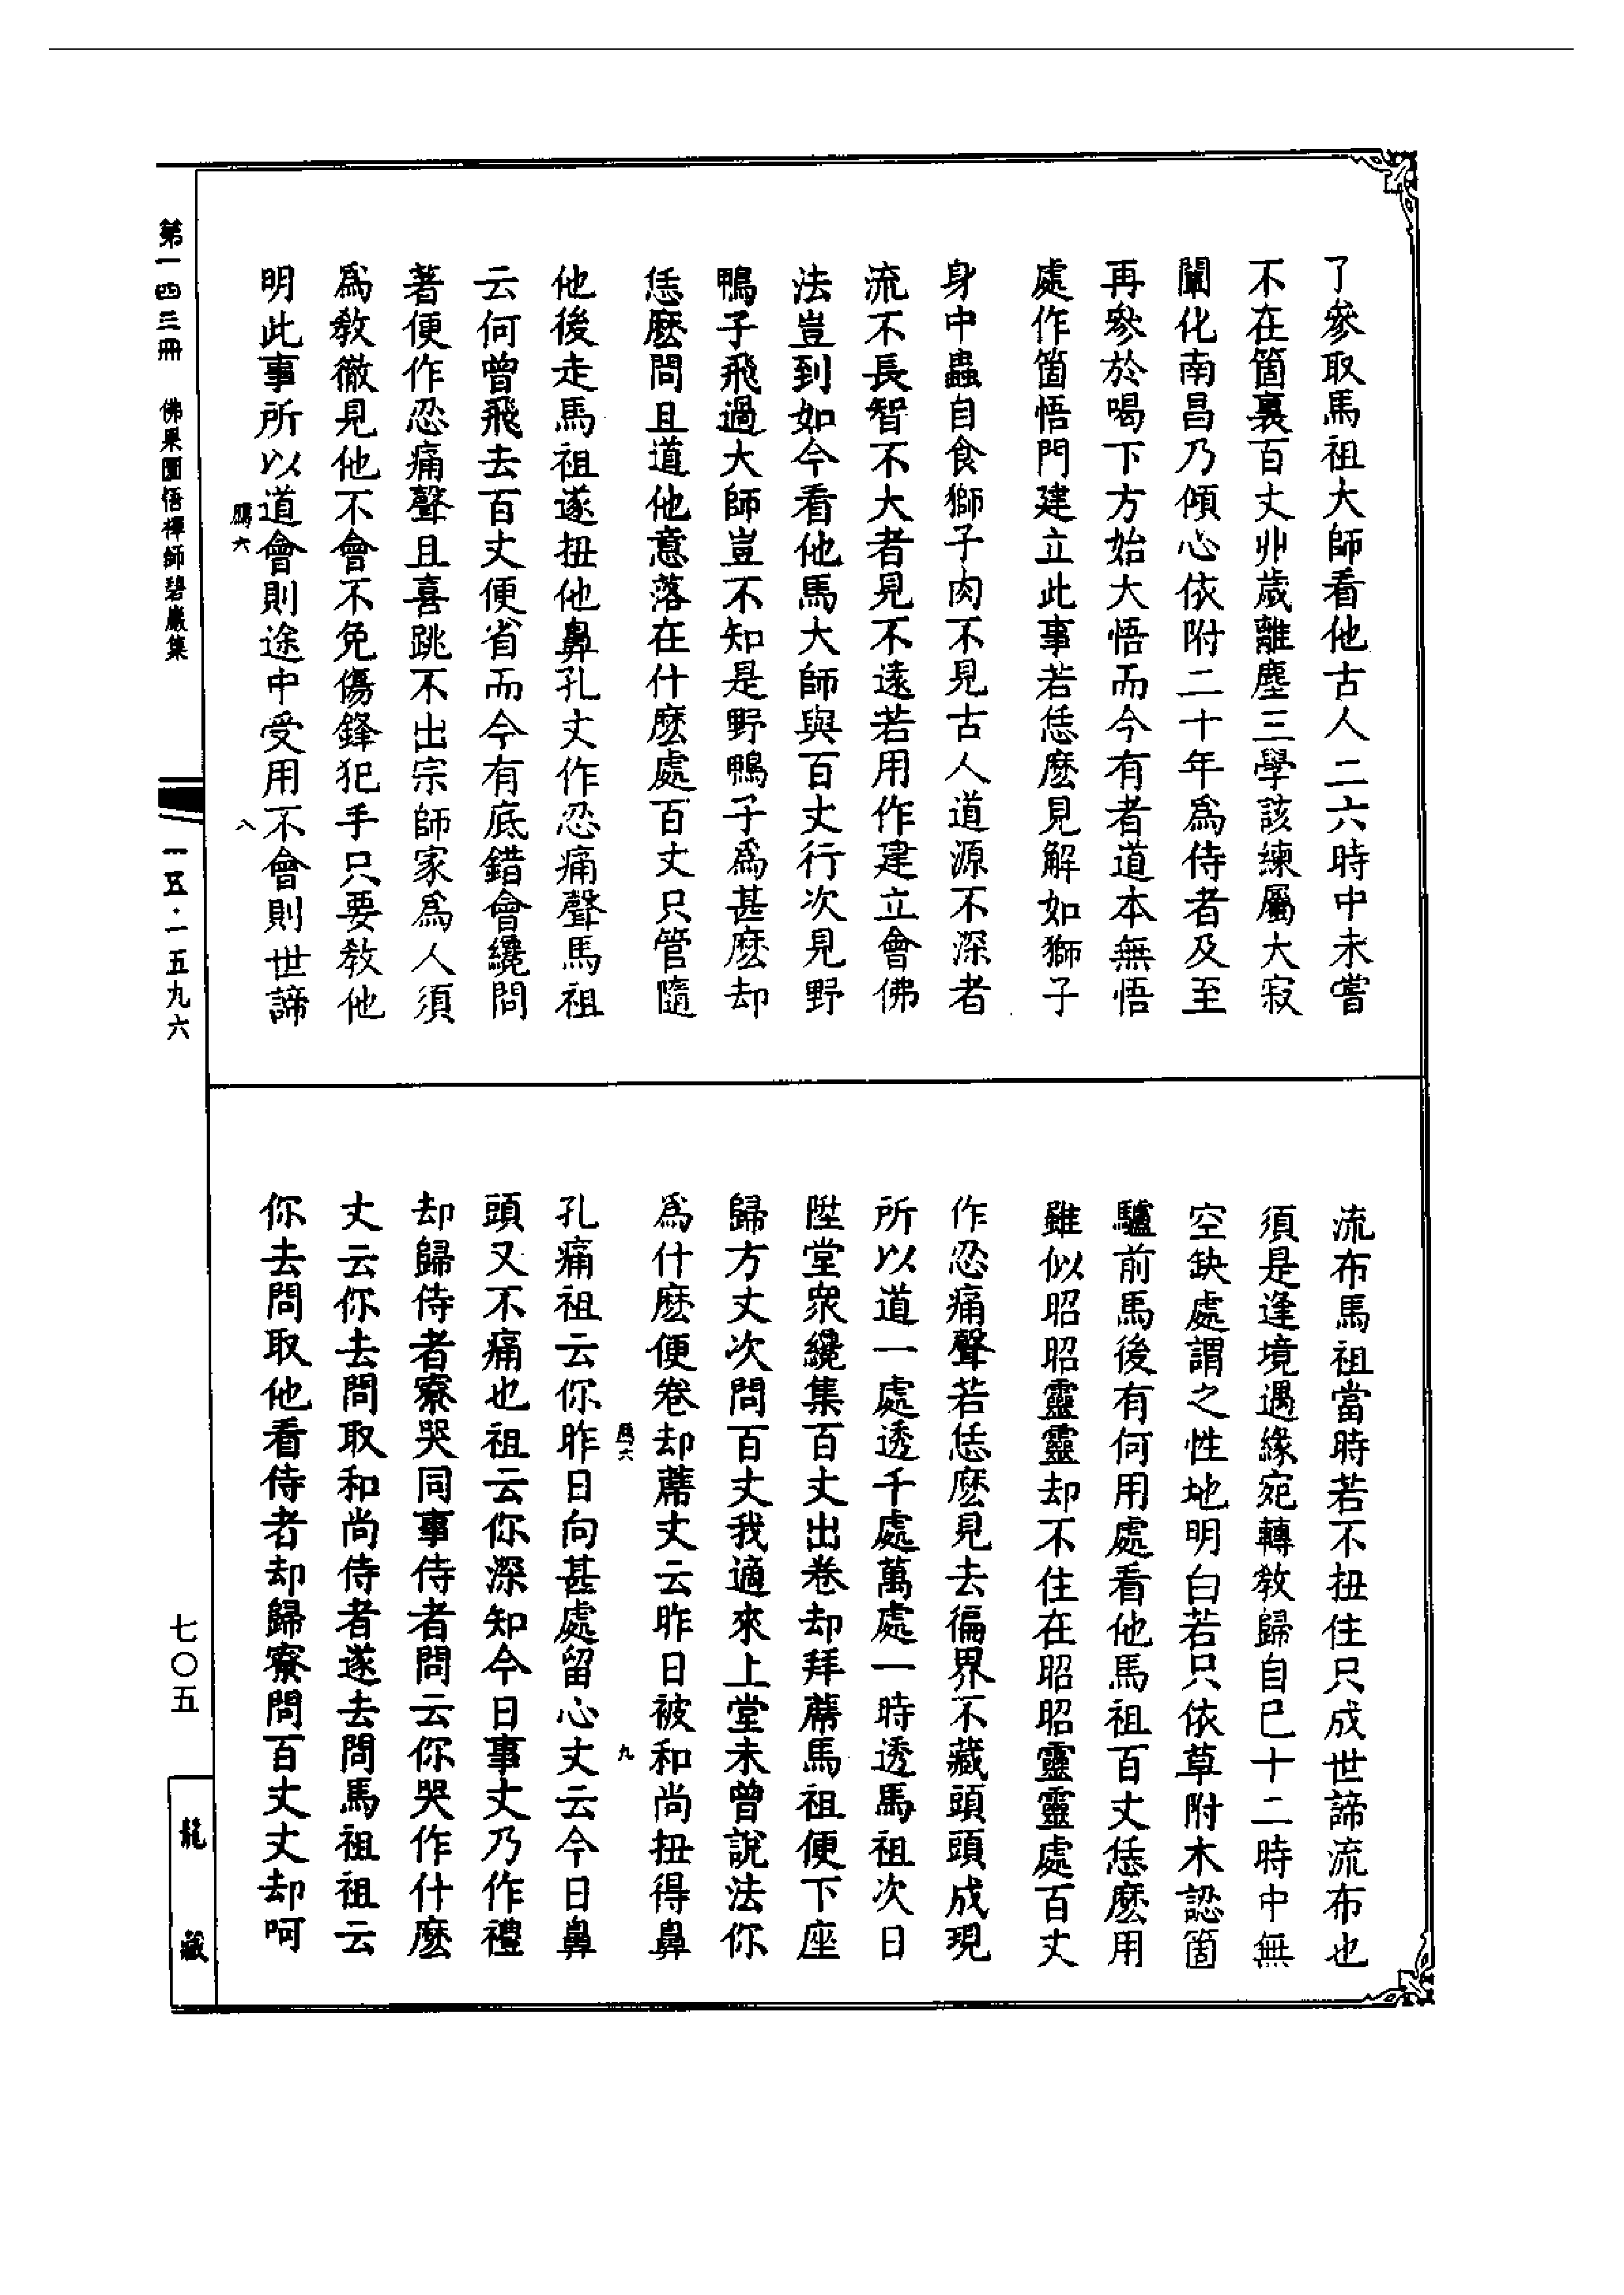 了參取馬祖大師看他古人二六時中未嘗
不在箇裏百丈丱歲離塵三學該練屬大寂
闡化南昌乃傾心依附二十年爲侍者及至
再參於喝下方始大悟而今有者道本無悟
處作箇悟門建立此事若恁麽見解如獅子
身中蟲自食獅子肉不見古人道源不深者
流不長智不大者見不遠若用作建立會佛
法豈到如今看他馬大師與百丈行次見野
鴨子飛過大師豈不知是野鴨子爲甚麽却
恁麽問且道他意落在什麽處百丈只管隨
他後走馬祖遂扭他鼻孔丈作忍痛聲馬祖
云何曾飛去百丈便省而今有底錯會纔問
著便作忍痛聲且喜跳不出宗師家爲人須
爲教徹見他不會不免傷鋒犯手只要教他
明此事所以道會則途中受用不會則世諦
鴈六
八
流布馬祖當時若不扭住只成世諦流布也
須是逢境遇緣宛轉教歸自己十二時中無
空缺處謂之性地明白若只依草附木認箇
驢前馬後有何用處看他馬祖百丈恁麽用
雖似昭昭靈靈却不住在昭昭靈靈處百丈
作忍痛聲若恁麽見去徧界不藏頭頭成現
所以道一處透千處萬處一時透馬祖次日
陞堂衆纔集百丈出卷却拜蓆馬祖便下座
歸方丈次問百丈我適來上堂未曾說法你
爲什麽便卷却蓆丈云昨日被和尚扭得鼻
鴈六
九
孔痛祖云你昨日向甚處留心丈云今日鼻
頭又不痛也祖云你深知今日事丈乃作禮
却歸侍者寮哭同事侍者問云你哭作什麽
丈云你去問取和尚侍者遂去問馬祖祖云
你去問取他看侍者却歸寮問百丈丈却呵
第一四三冊 佛果圜悟禪師碧巖集
一五·一五九六
七〇五
龍藏